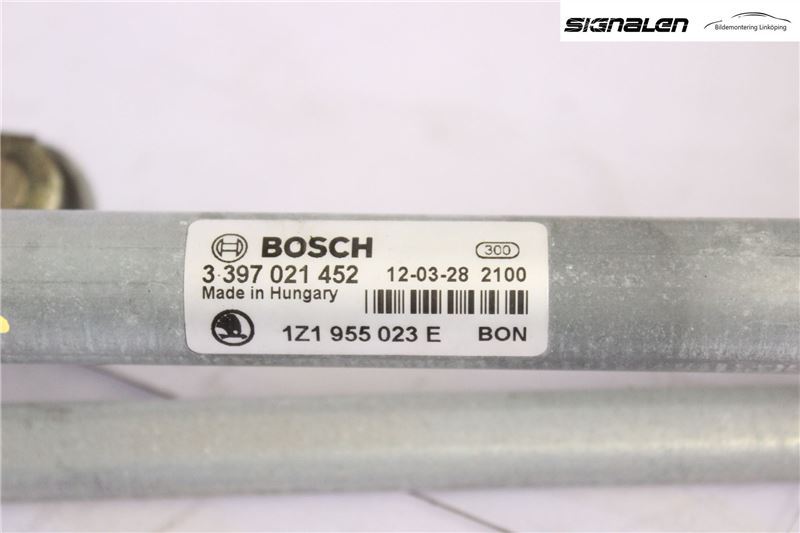 SIGNALEN
Bildemontering Linköping
BOSCH 300
3 397 021 452 12-03-28 2100
Made in Hungary
1Z1 955 023 E BON